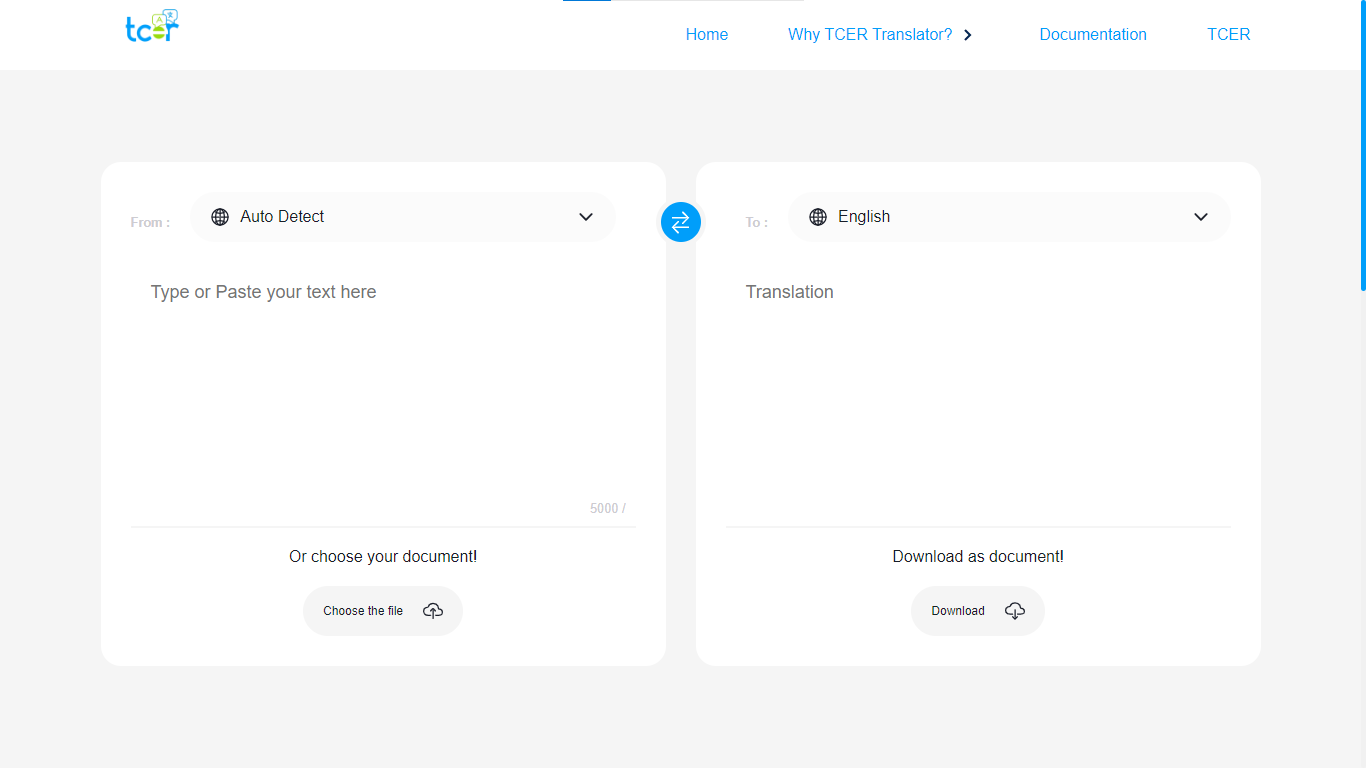 tcer
Home
Why TCER Translator?
Documentation
TCER
From :
Auto Detect
To :
English
Type or Paste your text here
Translation
5000 /
Or choose your document!
Download as document!
Choose the file
Download